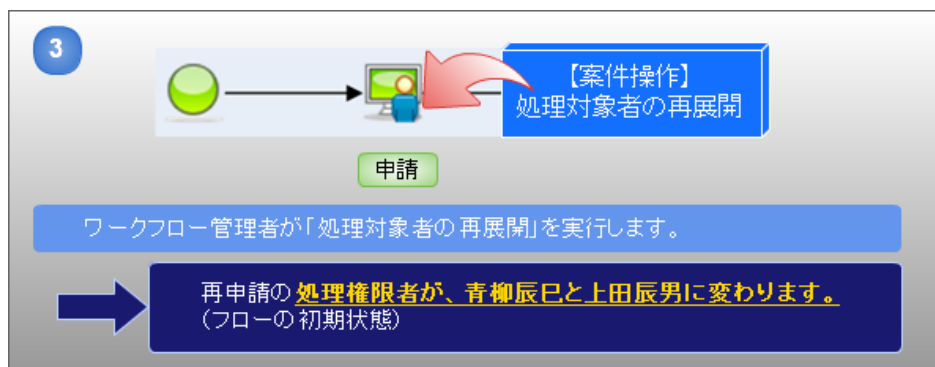 3
【案件操作】
処理対象者の再展開
申請
ワークフロー管理者が「処理対象者の再展開」を実行します。
再申請の処理権限者が、青柳辰巳と上田辰男に変わります。
（フローの初期状態）